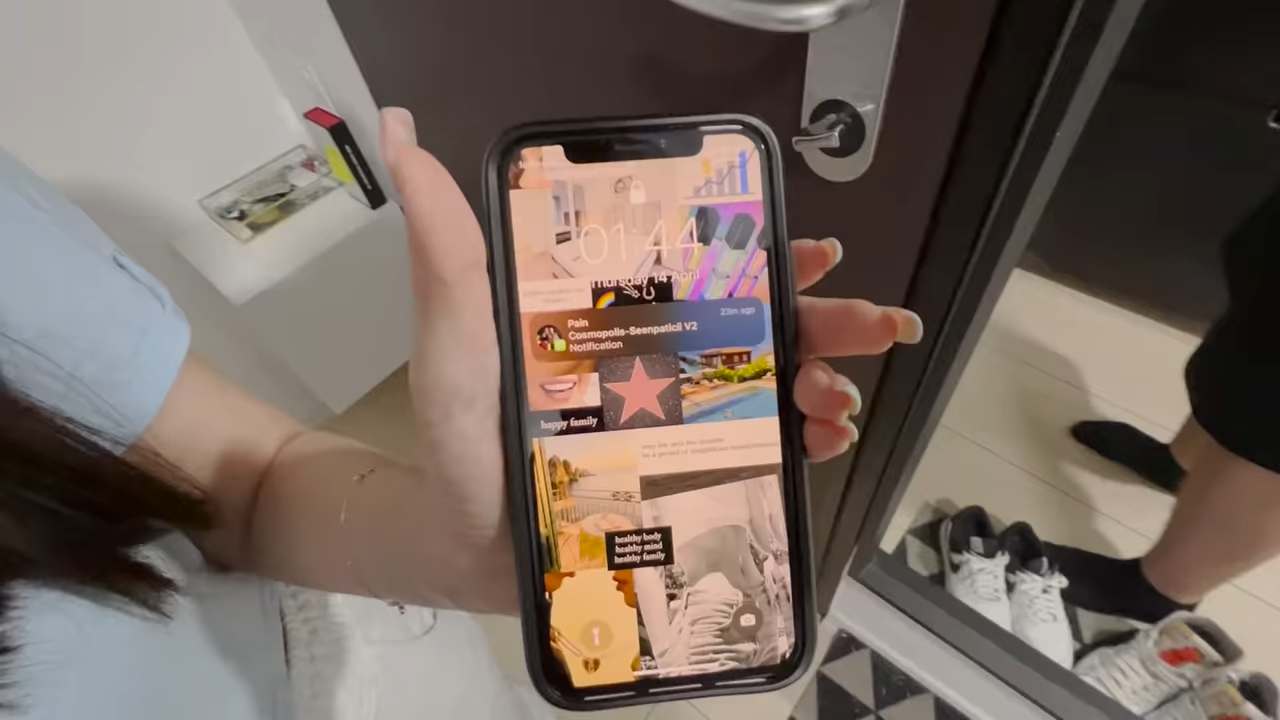 01:44
Thursday 14 April
Pain
23m ago
Cosmopolis-Seenpaticil V2
Notification
happy family
healthy body
healthy mind
healthy family